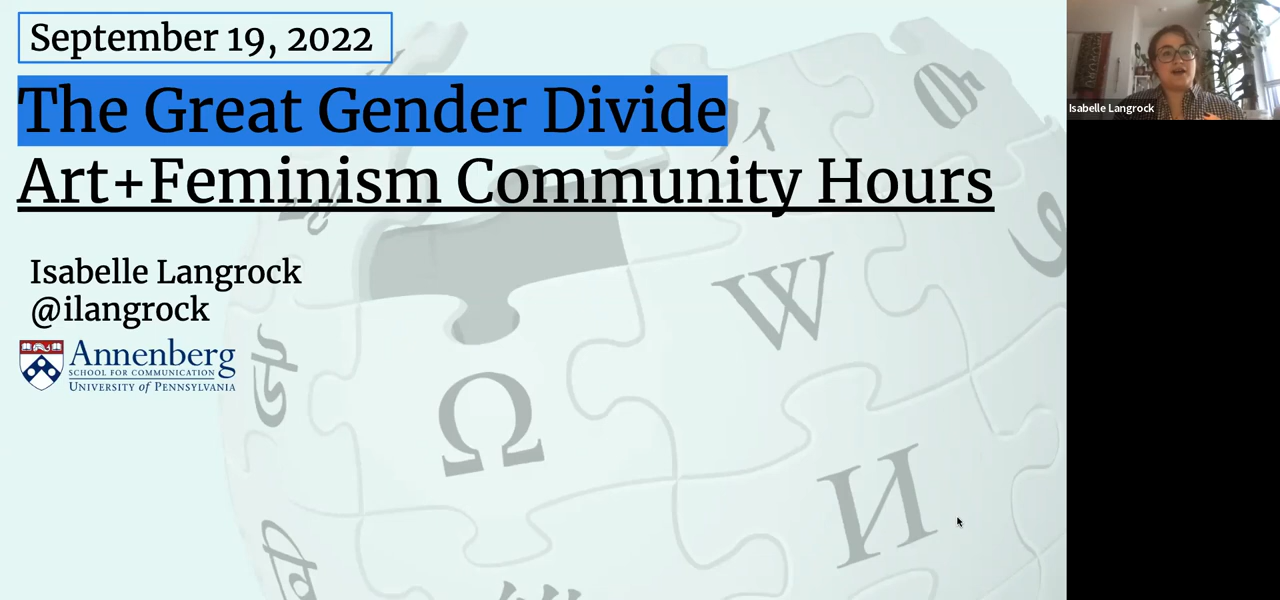 September 19, 2022
The Great Gender Divide
Art+Feminism Community Hours
Isabelle Langrock
@ilangrock
Annenberg
SCHOOL FOR COMMUNICATION
UNIVERSITY of PENNSYLVANIA
W
Ω
И
Isabelle Langrock